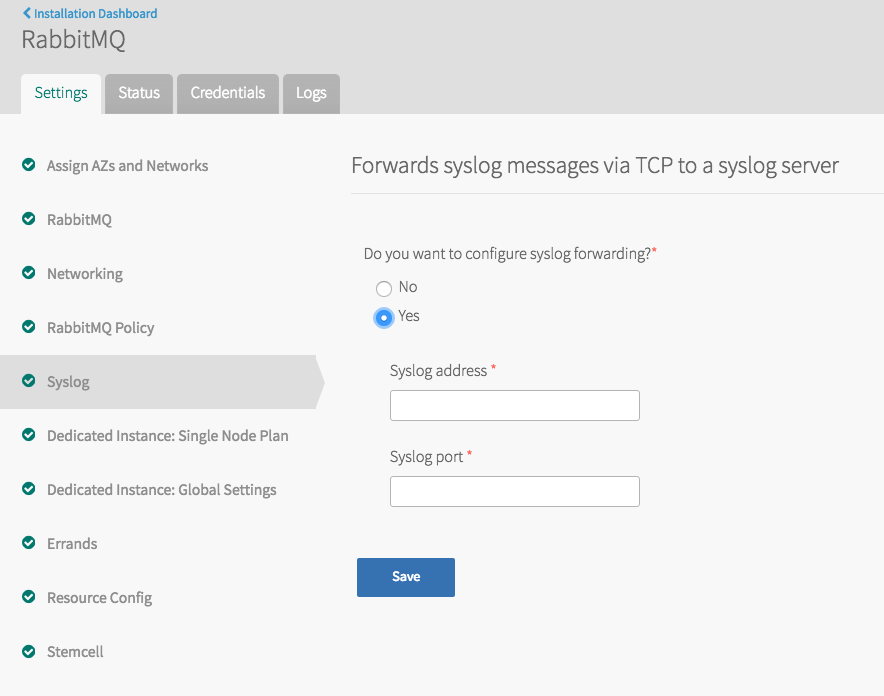 Installation Dashboard
RabbitMQ
Settings Status Credentials Logs
Assign AZs and Networks
RabbitMQ
Networking
RabbitMQ Policy
Syslog
Dedicated Instance: Single Node Plan
Dedicated Instance: Global Settings
Errands
Resource Config
Stemcell
Forwards syslog messages via TCP to a syslog server
Do you want to configure syslog forwarding?*
No
Yes
Syslog address *
Syslog port *
Save